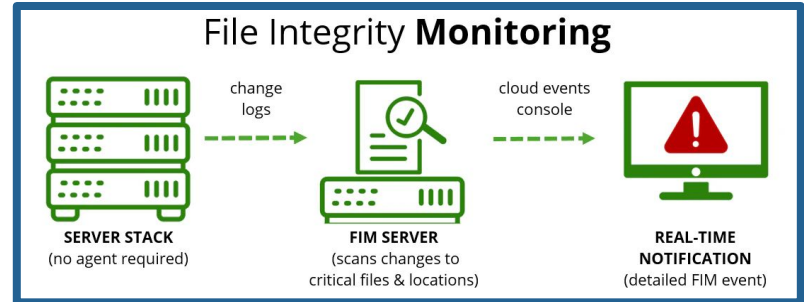 File Integrity Monitoring
change
logs
cloud events
console
SERVER STACK
(no agent required)
FIM SERVER
(scans changes to
critical files & locations)
REAL-TIME
NOTIFICATION
(detailed FIM event)